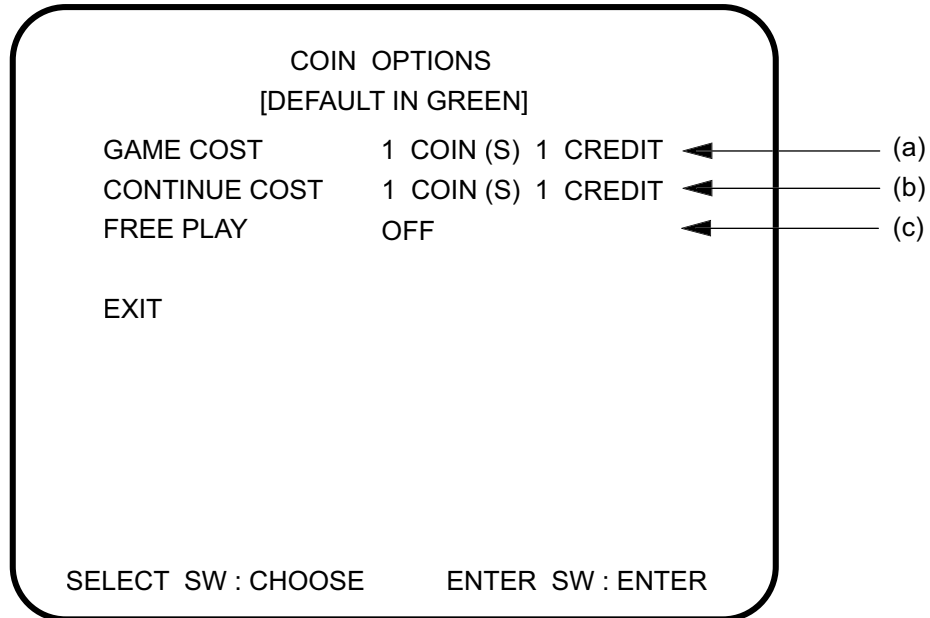 COIN OPTIONS
[DEFAULT IN GREEN]
GAME COST 1 COIN (S) 1 CREDIT (a)
CONTINUE COST 1 COIN (S) 1 CREDIT (b)
FREE PLAY OFF (c)
EXIT
SELECT SW : CHOOSE ENTER SW : ENTER